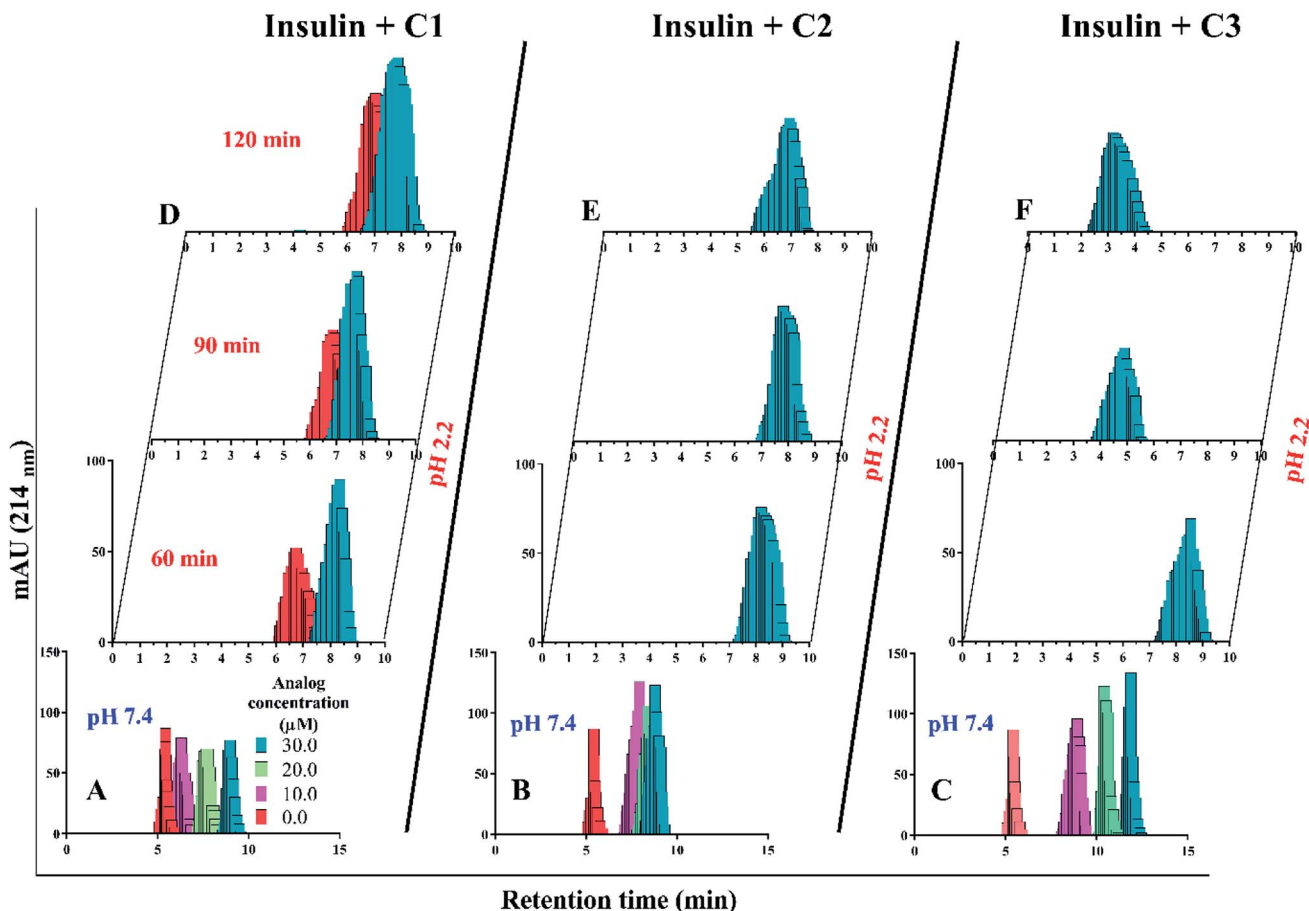 Insulin + C1
Insulin + C2
Insulin + C3
120 min
D
E
F
0 1 2 3 4 5 6 7 8 9 10
0 1 2 3 4 5 6 7 8 9 10
0 1 2 3 4 5 6 7 8 9 10
90 min
0 1 2 3 4 5 6 7 8 9 10
0 1 2 3 4 5 6 7 8 9 10
0 1 2 3 4 5 6 7 8 9 10
pH 2.2
pH 2.2
pH 2.2
100
50
0
60 min
0 1 2 3 4 5 6 7 8 9 10
100
50
0
0 1 2 3 4 5 6 7 8 9 10
100
50
0
0 1 2 3 4 5 6 7 8 9 10
mAU (214 nm)
150
100
50
0
pH 7.4
A
Analog
concentration
(µM)
30.0
20.0
10.0
0.0
0 5 10 15
150
100
50
0
pH 7.4
B
0 5 10 15
150
100
50
0
pH 7.4
C
0 5 10 15
Retention time (min)